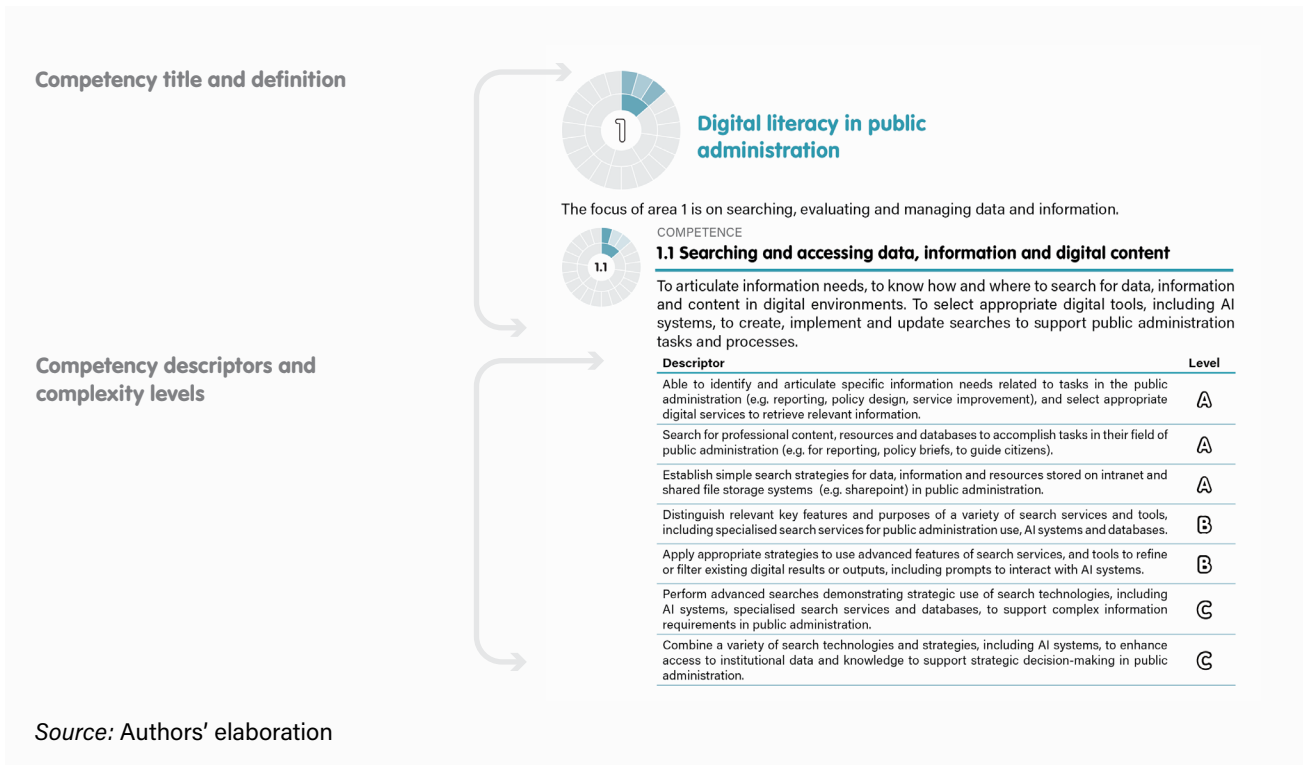 Competency title and definition
1
Digital literacy in public
administration
The focus of area 1 is on searching, evaluating and managing data and information.
COMPETENCE
1.1
1.1 Searching and accessing data, information and digital content
To articulate information needs, to know how and where to search for data, information
and content in digital environments. To select appropriate digital tools, including AI
systems, to create, implement and update searches to support public administration
tasks and processes.
Competency descriptors and
complexity levels
Descriptor Level
Able to identify and articulate specific information needs related to tasks in the public
administration (e.g. reporting, policy design, service improvement), and select appropriate
digital services to retrieve relevant information.
A
Search for professional content, resources and databases to accomplish tasks in their field of
public administration (e.g. for reporting, policy briefs, to guide citizens).
A
Establish simple search strategies for data, information and resources stored on intranet and
shared file storage systems (e.g. sharepoint) in public administration.
A
Distinguish relevant key features and purposes of a variety of search services and tools,
including specialised search services for public administration use, AI systems and databases.
B
Apply appropriate strategies to use advanced features of search services, and tools to refine
or filter existing digital results or outputs, including prompts to interact with AI systems.
B
Perform advanced searches demonstrating strategic use of search technologies, including
AI systems, specialised search services and databases, to support complex information
requirements in public administration.
C
Combine a variety of search technologies and strategies, including AI systems, to enhance
access to institutional data and knowledge to support strategic decision-making in public
administration.
C
Source: Authors' elaboration